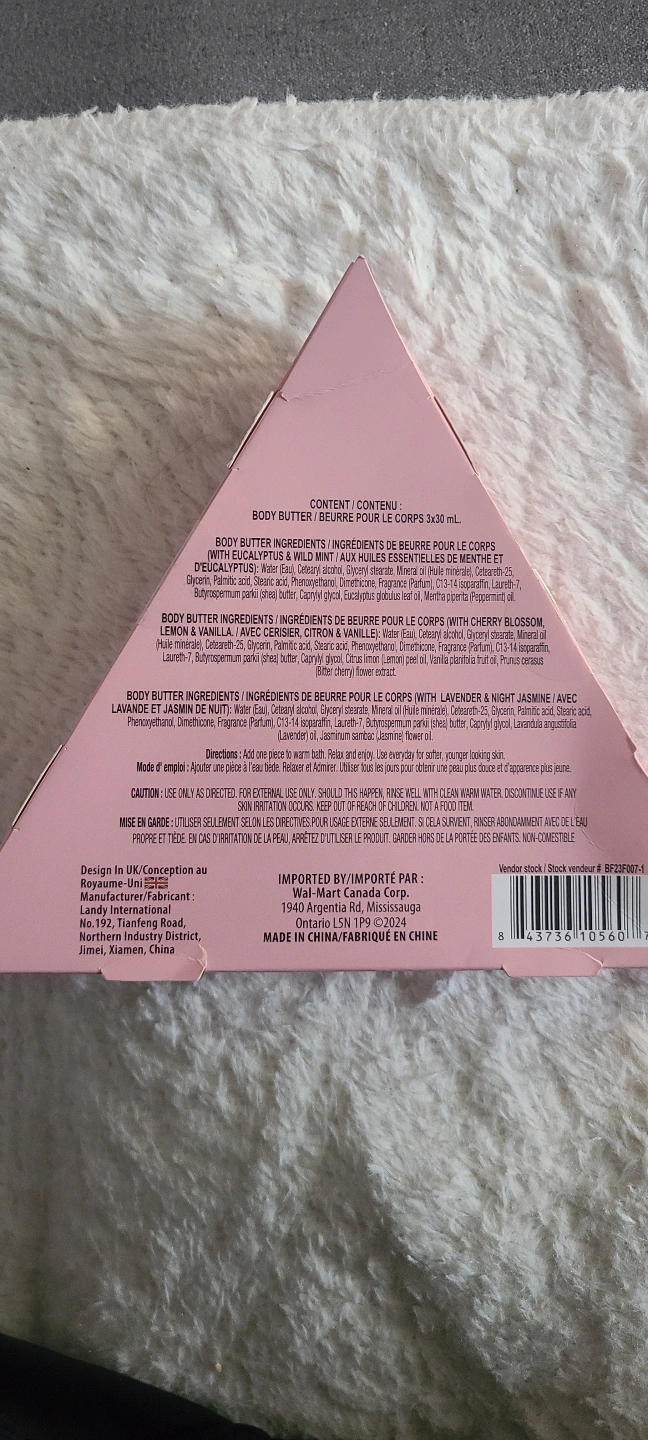 CONTENT / CONTENU :
BODY BUTTER / BEURRE POUR LE CORPS 3x30 mL.
BODY BUTTER INGREDIENTS / INGRÉDIENTS DE BEURRE POUR LE CORPS
(WITH EUCALYPTUS & WILD MINT / AUX HUILES ESSENTIELLES DE MENTHE ET
D'EUCALYPTUS): Water (Eau), Cetearyl alcohol, Glyceryl stearate, Mineral oil (Huile minérale), Ceteareth-25,
Glycerin, Palmitic acid, Stearic acid, Phenoxyethanol, Dimethicone, Fragrance (Parfum), C13-14 isoparaffin, Laureth-7,
Butyrospermum parkii (shea) butter, Caprylyl glycol, Eucalyptus globulus leaf oil, Mentha piperita (Peppermint) oil.
BODY BUTTER INGREDIENTS / INGRÉDIENTS DE BEURRE POUR LE CORPS (WITH CHERRY BLOSSOM,
LEMON & VANILLA. / AVEC CERISIER, CITRON & VANILLE): Water (Eau), Cetearyl alcohol, Glyceryl stearate, Mineral oil
(Huile minérale), Ceteareth-25, Glycerin, Palmitic acid, Stearic acid, Phenoxyethanol, Dimethicone, Fragrance (Parfum), C13-14 isoparaffin,
Laureth-7, Butyrospermum parkii (shea) butter, Caprylyl glycol, Citrus limon (Lemon) peel oil, Vanilla planifolia fruit oil, Prunus cerasus
(Bitter cherry) flower extract.
BODY BUTTER INGREDIENTS / INGRÉDIENTS DE BEURRE POUR LE CORPS (WITH LAVENDER & NIGHT JASMINE / AVEC
LAVANDE ET JASMIN DE NUIT): Water (Eau), Cetearyl alcohol, Glyceryl stearate, Mineral oil (Huile minérale), Ceteareth-25, Glycerin, Palmitic acid, Stearic acid,
Phenoxyethanol, Dimethicone, Fragrance (Parfum), C13-14 isoparaffin, Laureth-7, Butyrospermum parkii (shea) butter, Caprylyl glycol, Lavandula angustifolia
(Lavender) oil, Jasminum sambac (Jasmine) flower oil.
Directions : Add one piece to warm bath. Relax and enjoy. Use everyday for softer, younger looking skin.
Mode d' emploi : Ajouter une pièce à l'eau tiède. Relaxer et Admirer. Utiliser tous les jours pour obtenir une peau plus douce et d'apparence plus jeune.
CAUTION : USE ONLY AS DIRECTED. FOR EXTERNAL USE ONLY. SHOULD THIS HAPPEN, RINSE WELL WITH CLEAN WARM WATER. DISCONTINUE USE IF ANY
SKIN IRRITATION OCCURS. KEEP OUT OF REACH OF CHILDREN. NOT A FOOD ITEM.
MISE EN GARDE : UTILISER SEULEMENT SELON LES DIRECTIVES.POUR USAGE EXTERNE SEULEMENT. SI CELA SURVIENT, RINSER ABONDAMMENT AVEC DE L'EAU
PROPRE ET TIÈDE. EN CAS D'IRRITATION DE LA PEAU, ARRÊTEZ D'UTILISER LE PRODUIT. GARDER HORS DE LA PORTÉE DES ENFANTS. NON-COMESTIBLE
Design In UK/Conception au
Royaume-Uni
Manufacturer/Fabricant :
Landy International
No.192, Tianfeng Road,
Northern Industry District,
Jimei, Xiamen, China
IMPORTED BY/IMPORTÉ PAR :
Wal-Mart Canada Corp.
1940 Argentia Rd, Mississauga
Ontario L5N 1P9 ©2024
MADE IN CHINA/FABRIQUÉ EN CHINE
Vendor stock / Stock vendeur # BF23F007-1
8 43736 10560 7